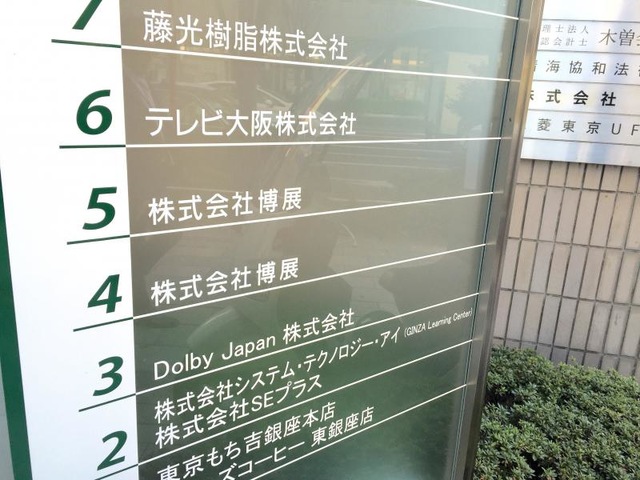 7
藤光樹脂株式会社
6
テレビ大阪株式会社
5
株式会社博展
4
株式会社博展
3
Dolby Japan 株式会社
株式会社システム・テクノロジー・アイ (GINZA Learning Center)
株式会社SEプラス
2
東京もち吉銀座本店
ズコーヒー 東銀座店
理士法人
認会計士
木曽
海協和法
株式会社
菱東京UF